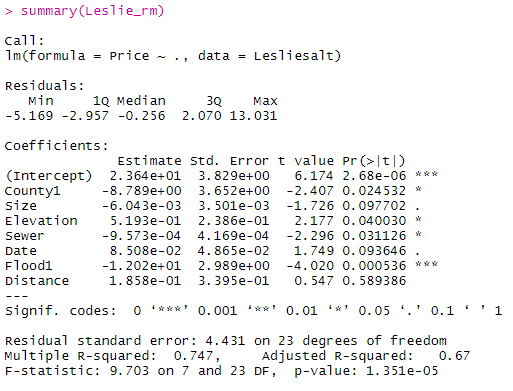 > summary(Leslie_rm)
Call:
lm(formula = Price ~ ., data = Lesliesalt)
Residuals:
Min 1Q Median 3Q Max
-5.169 -2.957 -0.256 2.070 13.031
Coefficients:
Estimate Std. Error t value Pr(>|t|)
(Intercept) 2.364e+01 3.829e+00 6.174 2.68e-06 ***
County1 -8.789e+00 3.652e+00 -2.407 0.024532 *
Size -6.043e-03 3.501e-03 -1.726 0.097702 .
Elevation 5.193e-01 2.386e-01 2.177 0.040030 *
Sewer -9.573e-04 4.169e-04 -2.296 0.031126 *
Date 8.508e-02 4.865e-02 1.749 0.093646 .
Flood1 -1.202e+01 2.989e+00 -4.020 0.000536 ***
Distance 1.858e-01 3.395e-01 0.547 0.589386
---
Signif. codes: 0 ‘***’ 0.001 ‘**’ 0.01 ‘*’ 0.05 ‘.’ 0.1 ‘ ’ 1
Residual standard error: 4.431 on 23 degrees of freedom
Multiple R-squared: 0.747, Adjusted R-squared: 0.67
F-statistic: 9.703 on 7 and 23 DF, p-value: 1.351e-05